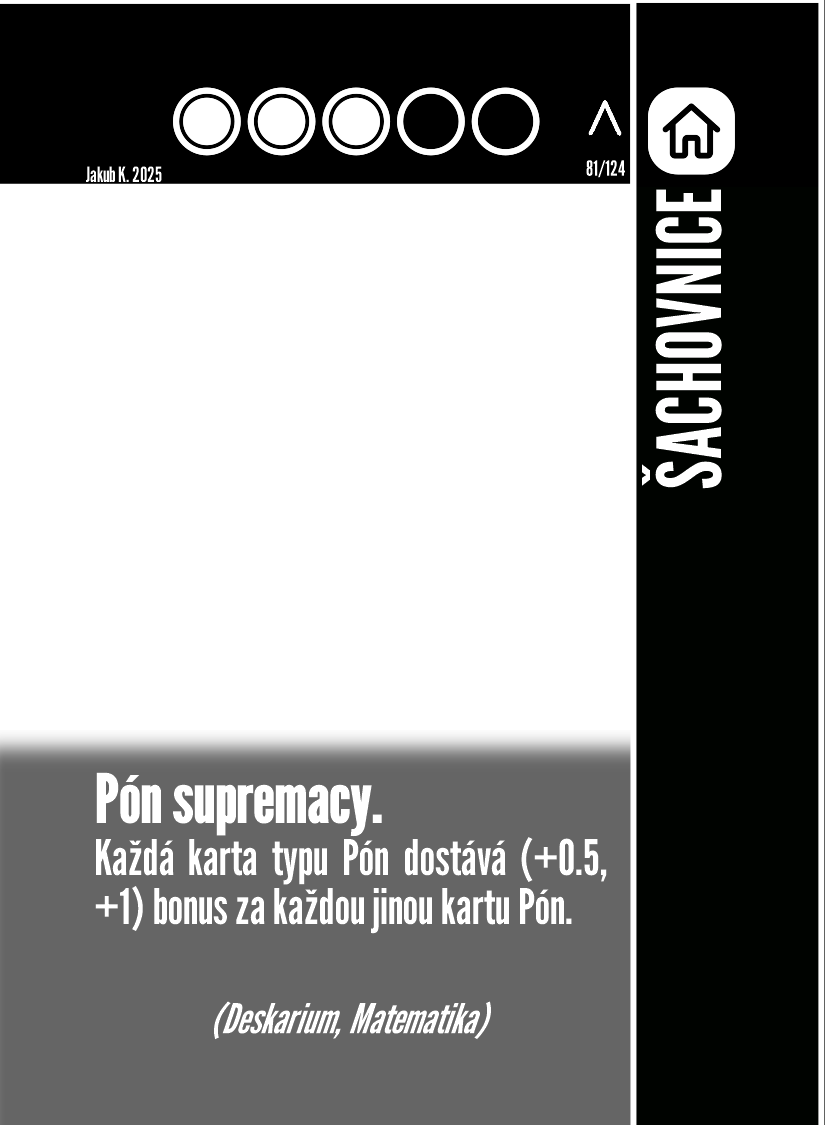 Jakub K. 2025
81/124
ŠACHOVNICE
Pón supremacy.
Každá karta typu Pón dostává (+0.5,
+1) bonus za každou jinou kartu Pón.
(Deskarium, Matematika)